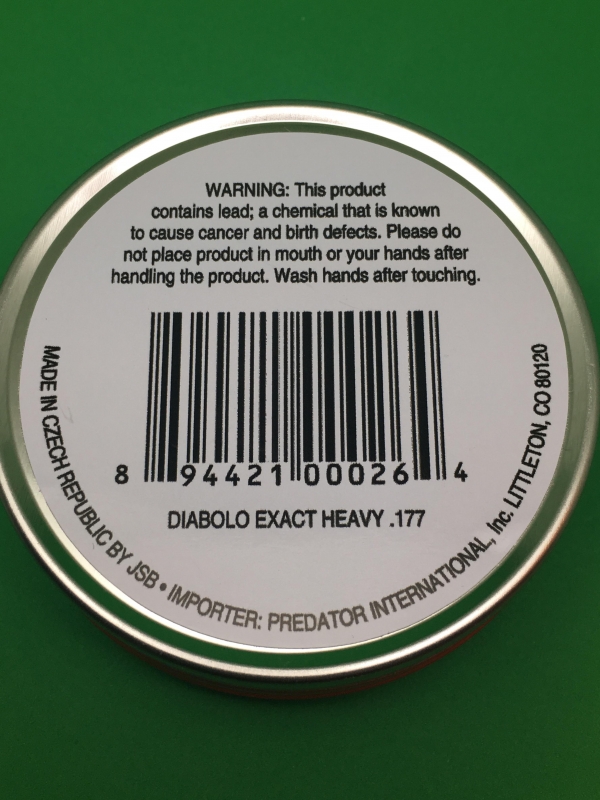 WARNING: This product
contains lead; a chemical that is known
to cause cancer and birth defects. Please do
not place product in mouth or your hands after
handling the product. Wash hands after touching.
8 94421 00026 4
DIABOLO EXACT HEAVY .177
MADE IN CZECH REPUBLIC BY JSB • IMPORTER: PREDATOR INTERNATIONAL, Inc. LITTLETON, CO 80120